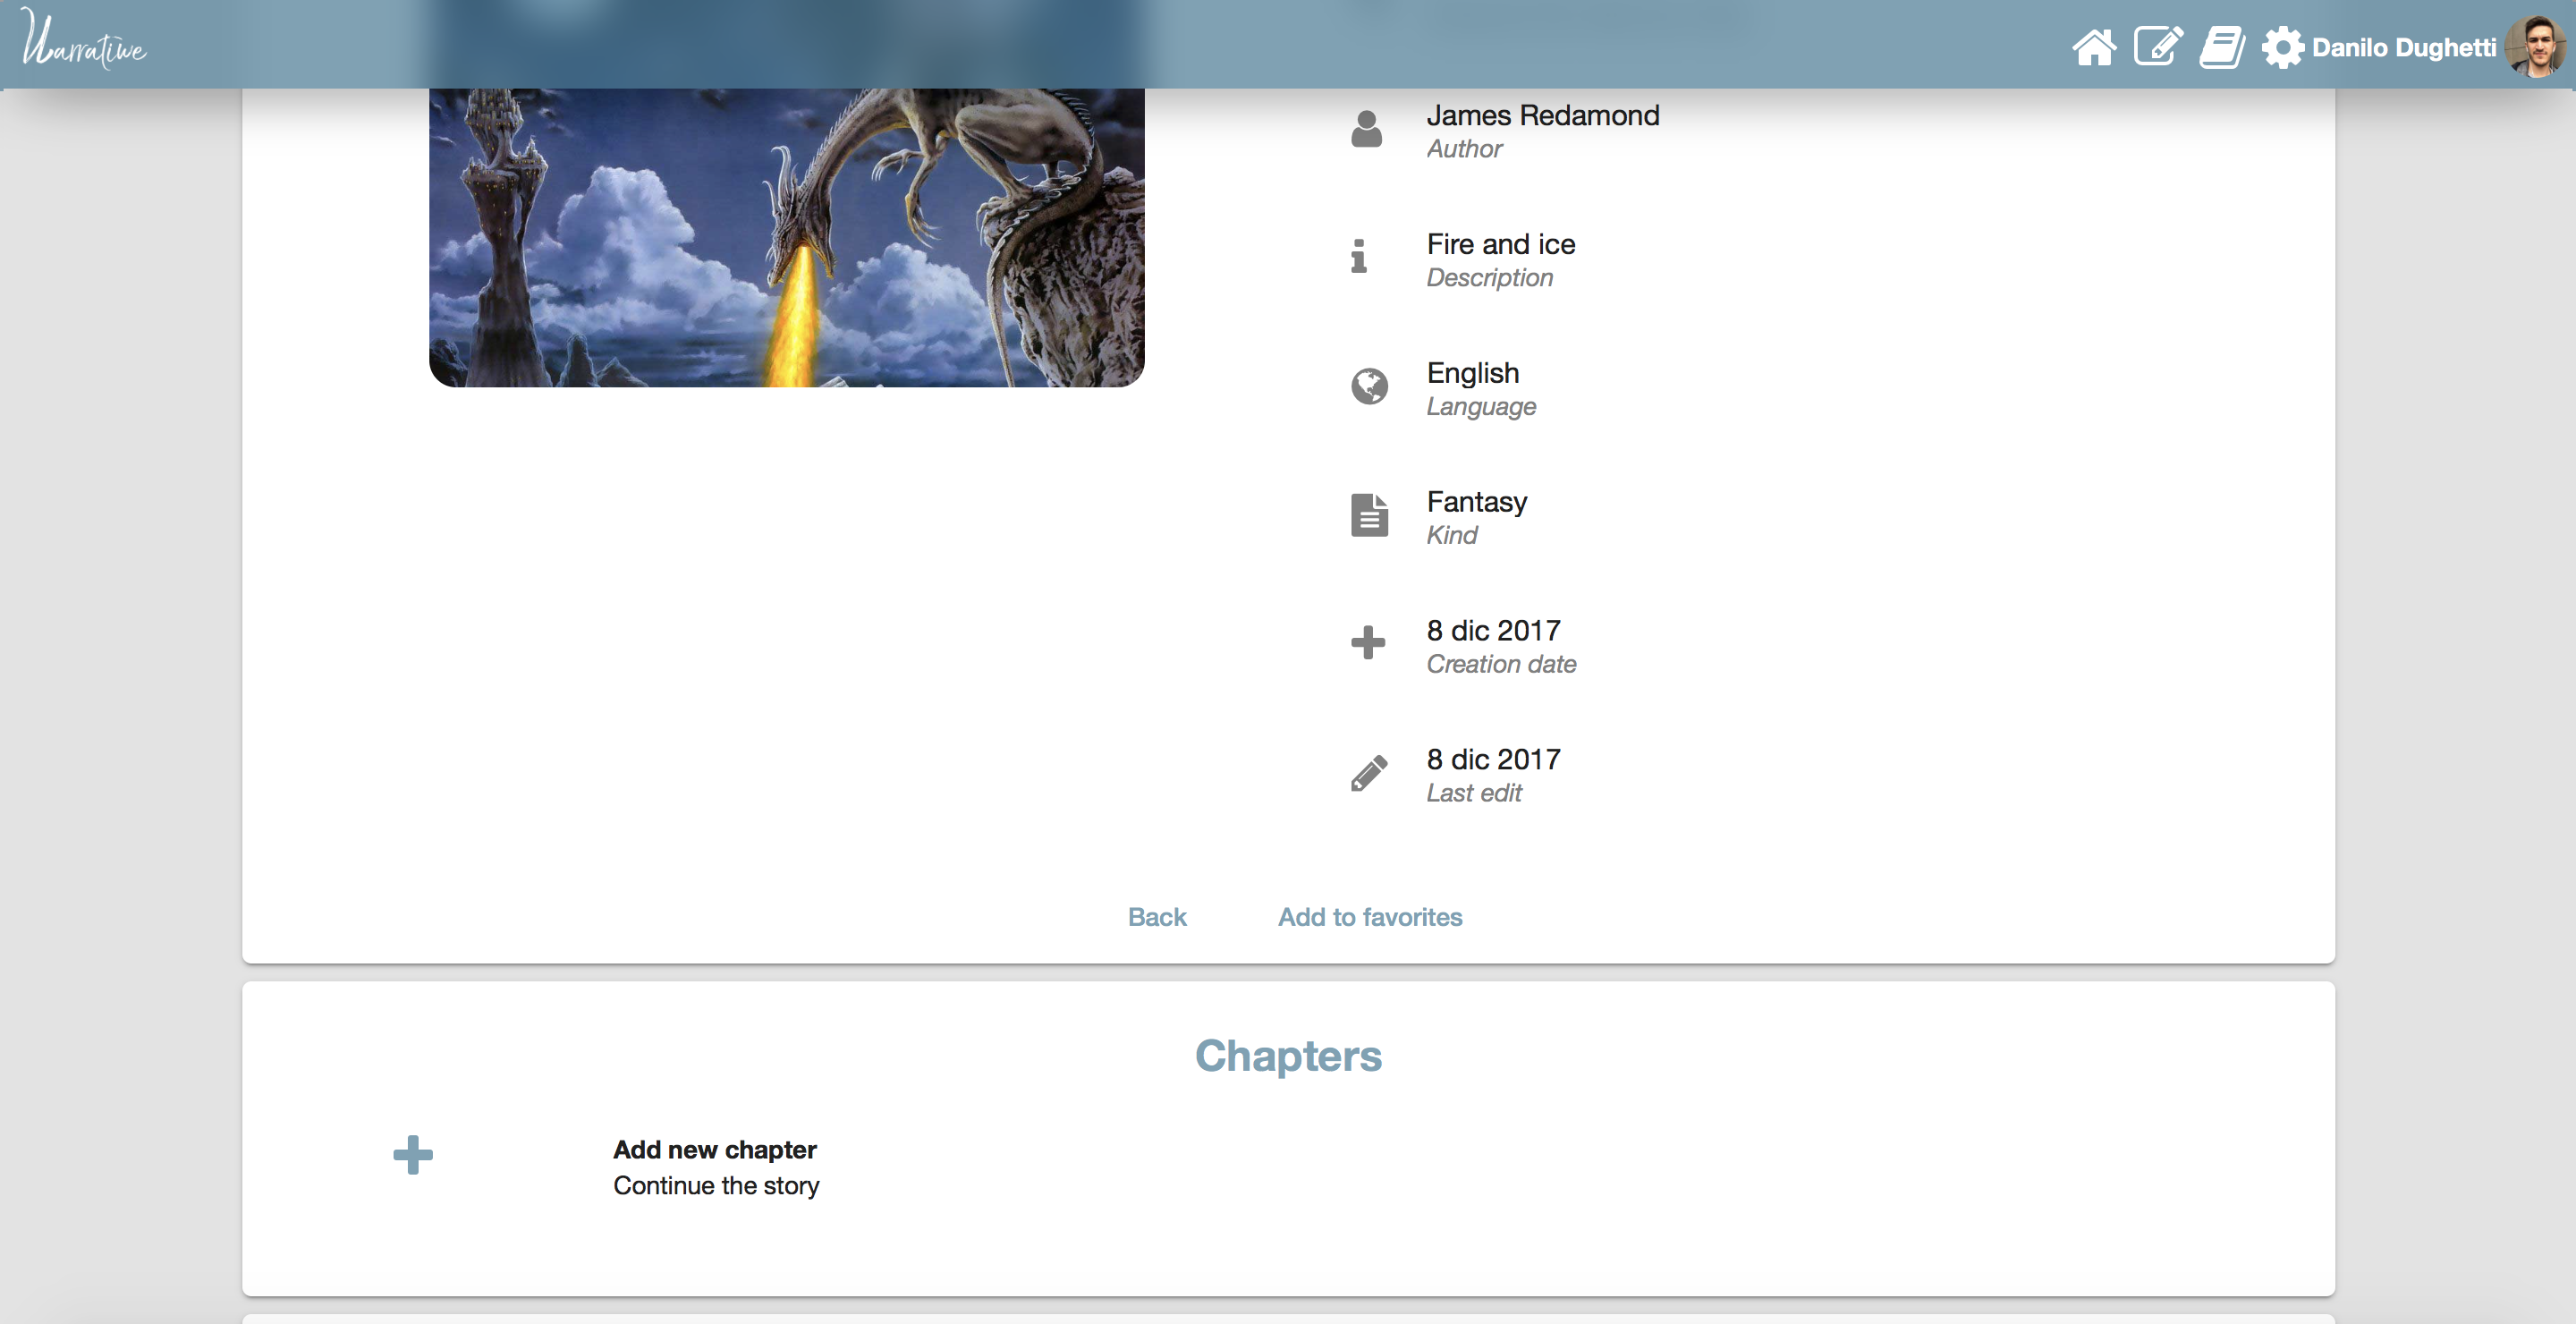 Narratiwe
Danilo Dughetti
James Redamond
Author
Fire and ice
Description
English
Language
Fantasy
Kind
8 dic 2017
Creation date
8 dic 2017
Last edit
Back
Add to favorites
Chapters
Add new chapter
Continue the story